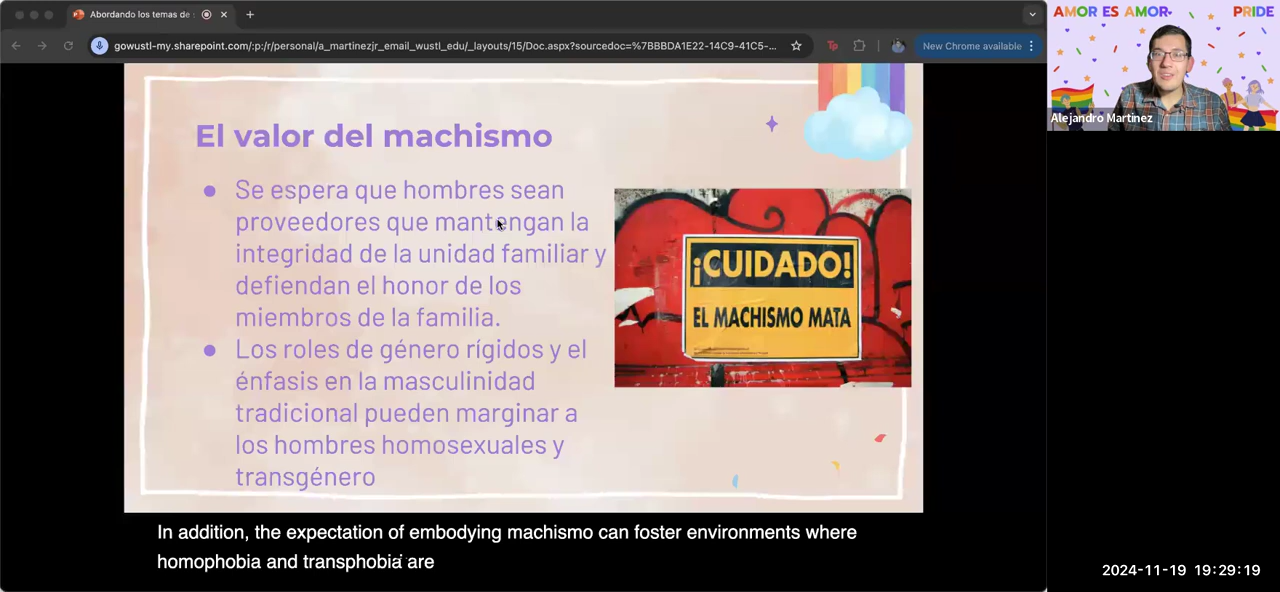 Abordando los temas de
gowustl-my.sharepoint.com/:p:/r/personal/a_martinezjr_email_wustl_edu/_layouts/15/Doc.aspx?sourcedoc=%7BBBDA1E22-14C9-41C5-...
New Chrome available
AMOR ES AMOR
PRIDE
Alejandro Martinez
El valor del machismo
● Se espera que hombres sean
proveedores que mantengan la
integridad de la unidad familiar y
defiendan el honor de los
miembros de la familia.
● Los roles de género rígidos y el
énfasis en la masculinidad
tradicional pueden marginar a
los hombres homosexuales y
transgénero
¡CUIDADO!
EL MACHISMO MATA
In addition, the expectation of embodying machismo can foster environments where
homophobia and transphobia are
2024-11-19 19:29:19